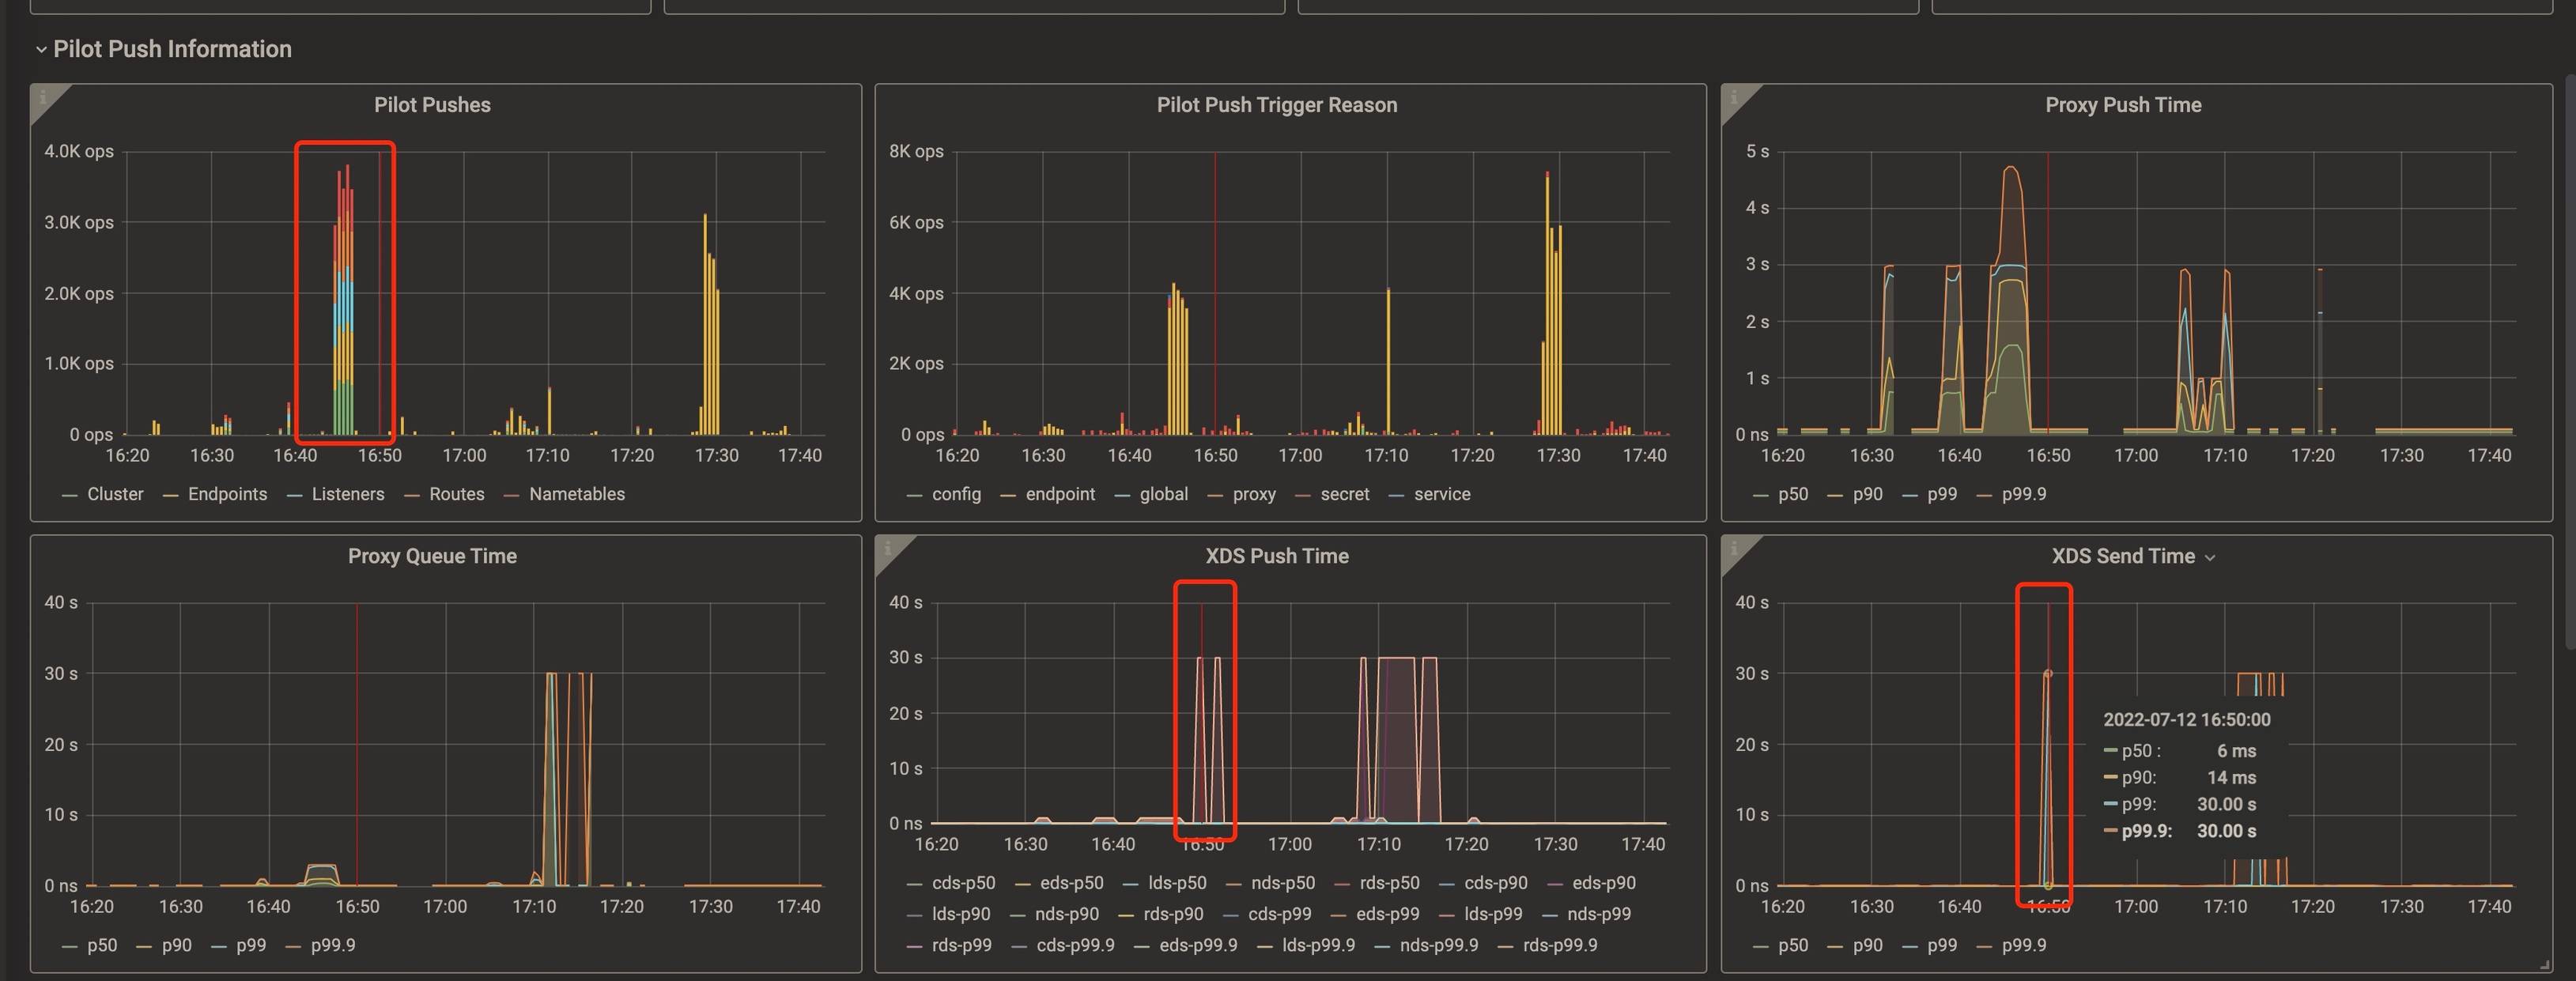 Pilot Push Information
Pilot Pushes
4.0K ops
3.0K ops
2.0K ops
1.0K ops
0 ops
16:20 16:30 16:40 16:50 17:00 17:10 17:20 17:30 17:40
Cluster Endpoints Listeners Routes Nametables
Pilot Push Trigger Reason
8K ops
6K ops
4K ops
2K ops
0 ops
16:20 16:30 16:40 16:50 17:00 17:10 17:20 17:30 17:40
config endpoint global proxy secret service
Proxy Push Time
5 s
4 s
3 s
2 s
1 s
0 ns
16:20 16:30 16:40 16:50 17:00 17:10 17:20 17:30 17:40
p50 p90 p99 p99.9
Proxy Queue Time
40 s
30 s
20 s
10 s
0 ns
16:20 16:30 16:40 16:50 17:00 17:10 17:20 17:30 17:40
p50 p90 p99 p99.9
XDS Push Time
40 s
30 s
20 s
10 s
0 ns
16:20 16:30 16:40 16:50 17:00 17:10 17:20 17:30 17:40
cds-p50 eds-p50 lds-p50 nds-p50 rds-p50 cds-p90 eds-p90
lds-p90 nds-p90 rds-p90 cds-p99 eds-p99 lds-p99 nds-p99
rds-p99 cds-p99.9 eds-p99.9 lds-p99.9 nds-p99.9 rds-p99.9
XDS Send Time
40 s
30 s
20 s
10 s
0 ns
2022-07-12 16:50:00
p50 : 6 ms
p90: 14 ms
p99: 30.00 s
p99.9: 30.00 s
16:20 16:30 16:40 16:50 17:00 17:10 17:20 17:30 17:40
p50 p90 p99 p99.9